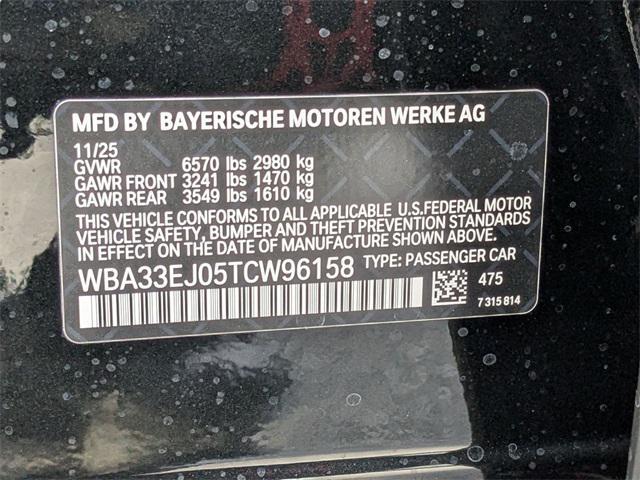 MFD BY BAYERISCHE MOTOREN WERKE AG
11/25
GVWR 6570 lbs 2980 kg
GAWR FRONT 3241 lbs 1470 kg
GAWR REAR 3549 lbs 1610 kg
THIS VEHICLE CONFORMS TO ALL APPLICABLE U.S.FEDERAL MOTOR
VEHICLE SAFETY, BUMPER AND THEFT PREVENTION STANDARDS
IN EFFECT ON THE DATE OF MANUFACTURE SHOWN ABOVE.
WBA33EJ05TCW96158 TYPE: PASSENGER CAR
475
7 315 814